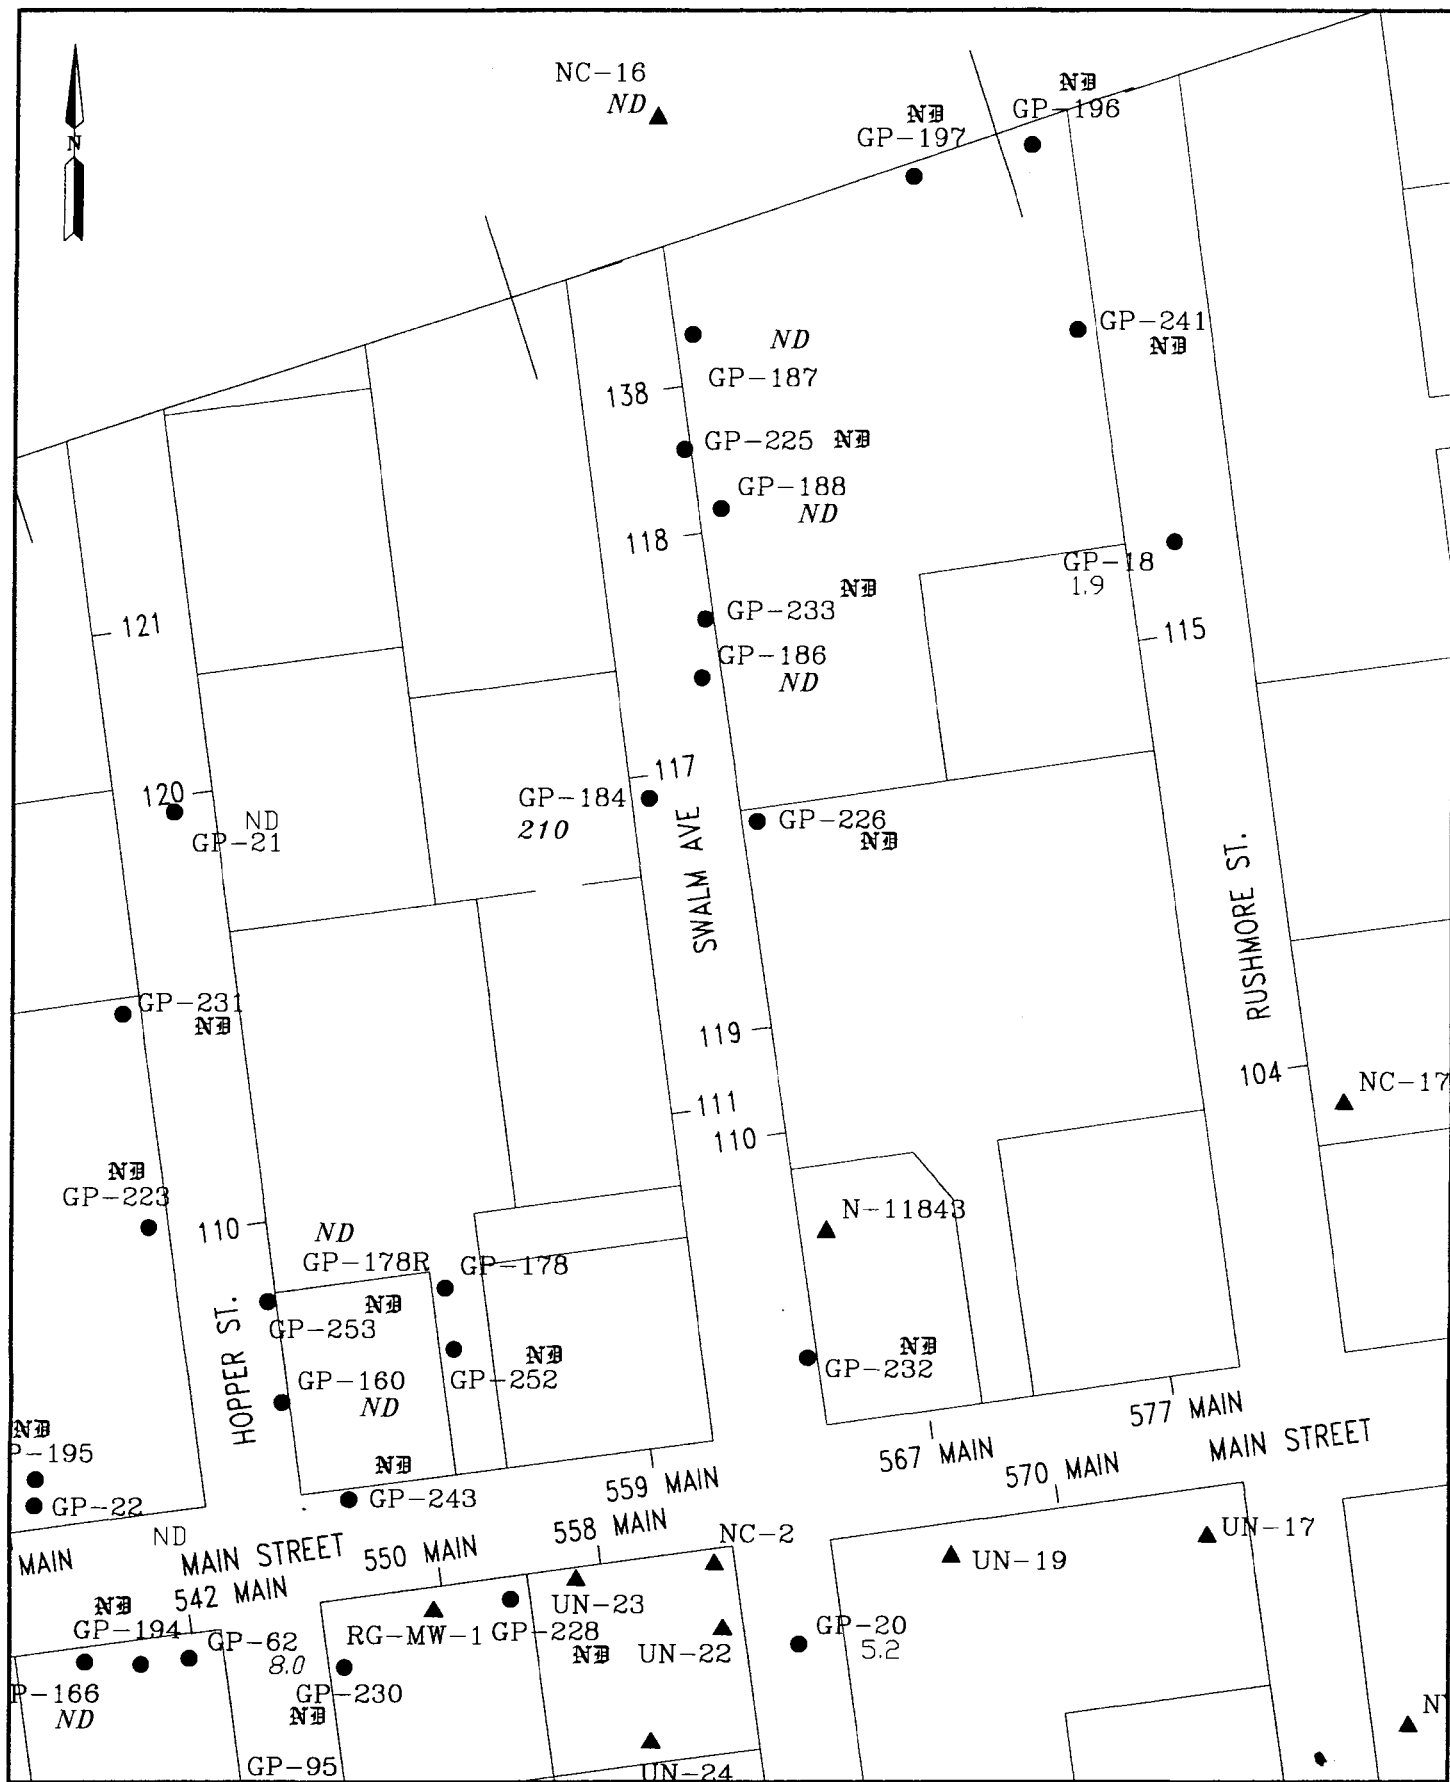 N
NC-16
ND
ND
GP-196
ND
GP-197
GP-241
ND
ND
GP-187
138
GP-225 ND
GP-188
ND
118
ND
GP-233
GP-18
1.9
GP-186
ND
121
115
117
120
GP-184
210
ND
GP-21
GP-226
ND
SWALM AVE
RUSHMORE ST.
GP-231
ND
119
104
NC-17
111
110
ND
GP-223
N-11843
110
ND
GP-178R
GP-178
ND
GP-253
HOPPER ST.
ND
GP-252
ND
GP-232
GP-160
ND
577 MAIN
ND
P-195
567 MAIN
MAIN STREET
570 MAIN
ND
GP-243
559 MAIN
GP-22
ND
MAIN
MAIN STREET
550 MAIN
558 MAIN
NC-2
UN-19
UN-17
542 MAIN
ND
GP-194
GP-62
8.0
RG-MW-1
GP-228
ND
UN-23
UN-22
GP-20
5.2
P-166
ND
GP-230
ND
GP-95
UN-24